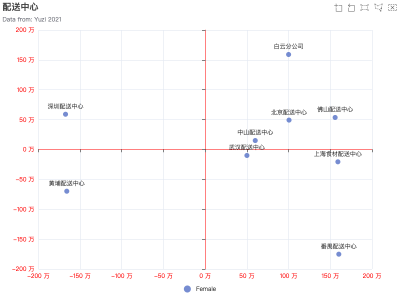 配送中心
Data from: Yuzi 2021
200 万
150 万
100 万
50 万
0 万
-50 万
-100 万
-150 万
-200 万
白云分公司
深圳配送中心
北京配送中心
佛山配送中心
中山配送中心
武汉配送中心
上海食材配送中心
黄埔配送中心
番禺配送中心
-200 万
-150 万
-100 万
-50 万
0 万
50 万
100 万
150 万
200 万
Female